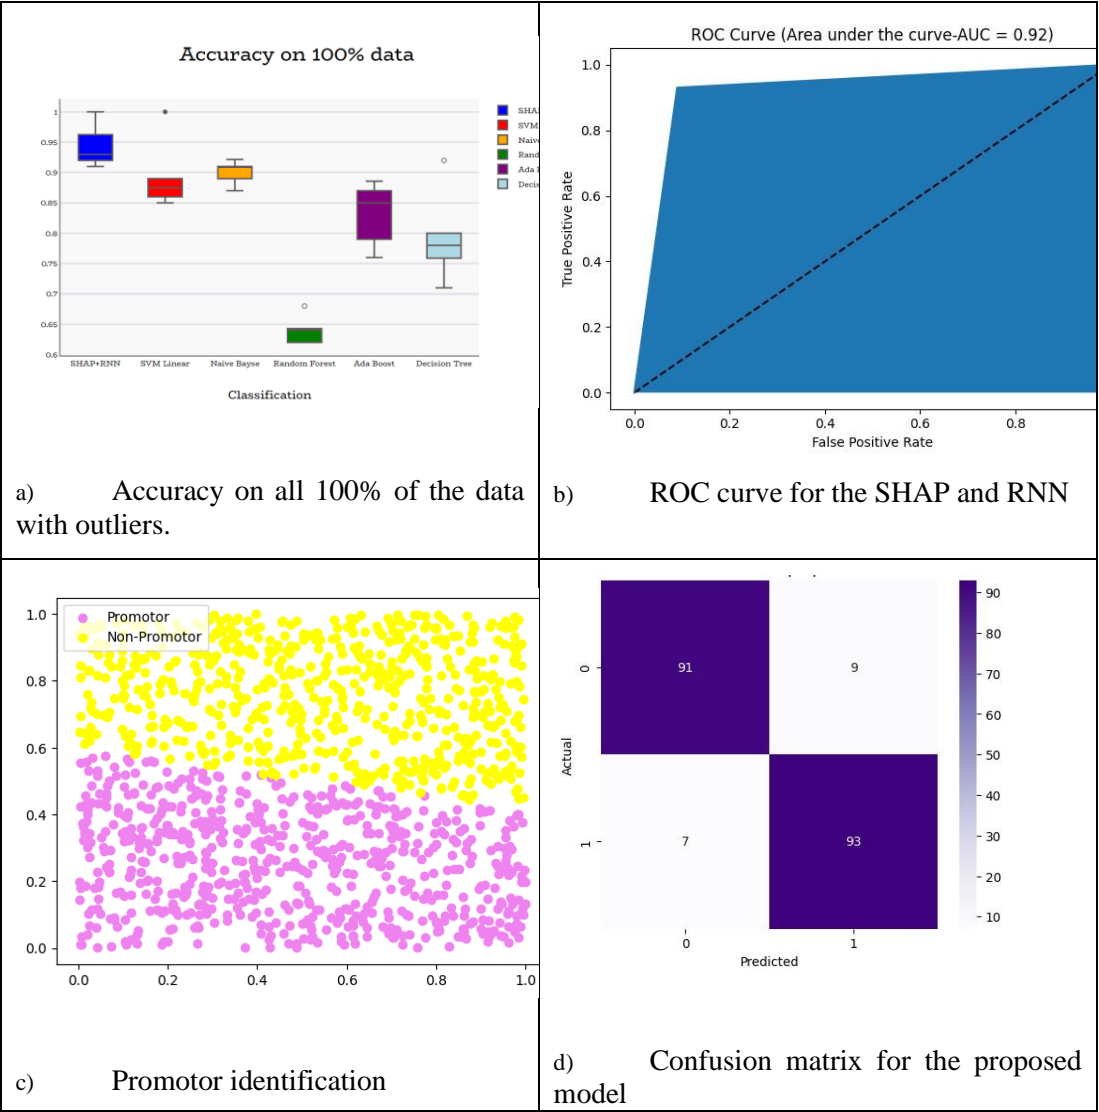 Accuracy on 100% data
1
0.95
0.9
0.85
0.8
0.75
0.7
0.65
0.6
SHAP+RNN SVM Linear Naive Bayse Random Forest Ada Boost Decision Tree
Classification
SVM
a) Accuracy on all 100% of the data
with outliers.
ROC Curve (Area under the curve-AUC = 0.92)
True Positive Rate
1.0
0.8
0.6
0.4
0.2
0.0
0.0 0.2 0.4 0.6 0.8
False Positive Rate
b) ROC curve for the SHAP and RNN
Promotor
Non-Promotor
1.0
0.8
0.6
0.4
0.2
0.0
0.0 0.2 0.4 0.6 0.8 1.0
c) Promotor identification
Actual
0
91 9
1
7 93
0 1
Predicted
90
80
70
60
50
40
30
20
10
d) Confusion matrix for the proposed
model